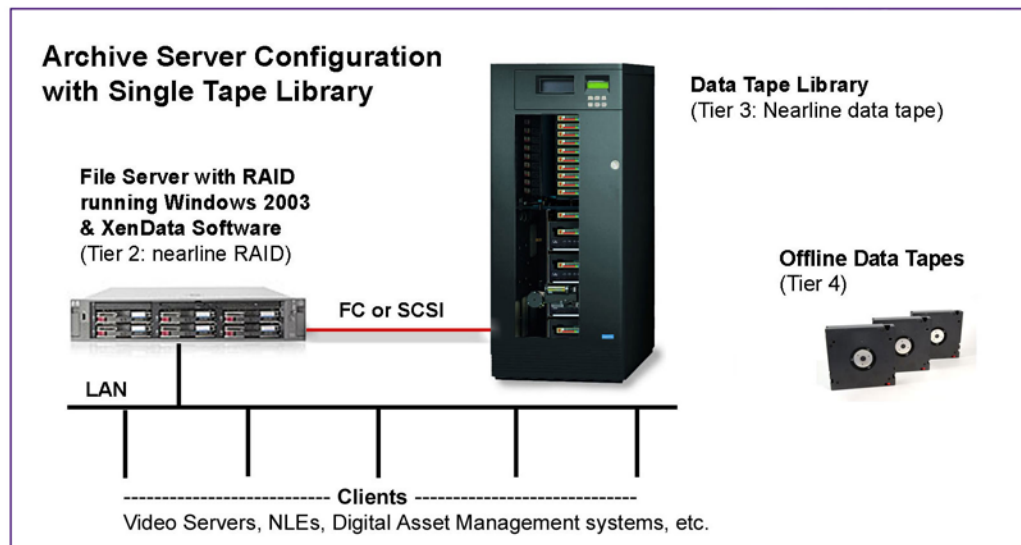 Archive Server Configuration
with Single Tape Library
Data Tape Library
(Tier 3: Nearline data tape)
File Server with RAID
running Windows 2003
& XenData Software
(Tier 2: nearline RAID)
Offline Data Tapes
(Tier 4)
FC or SCSI
LAN
Clients
Video Servers, NLEs, Digital Asset Management systems, etc.